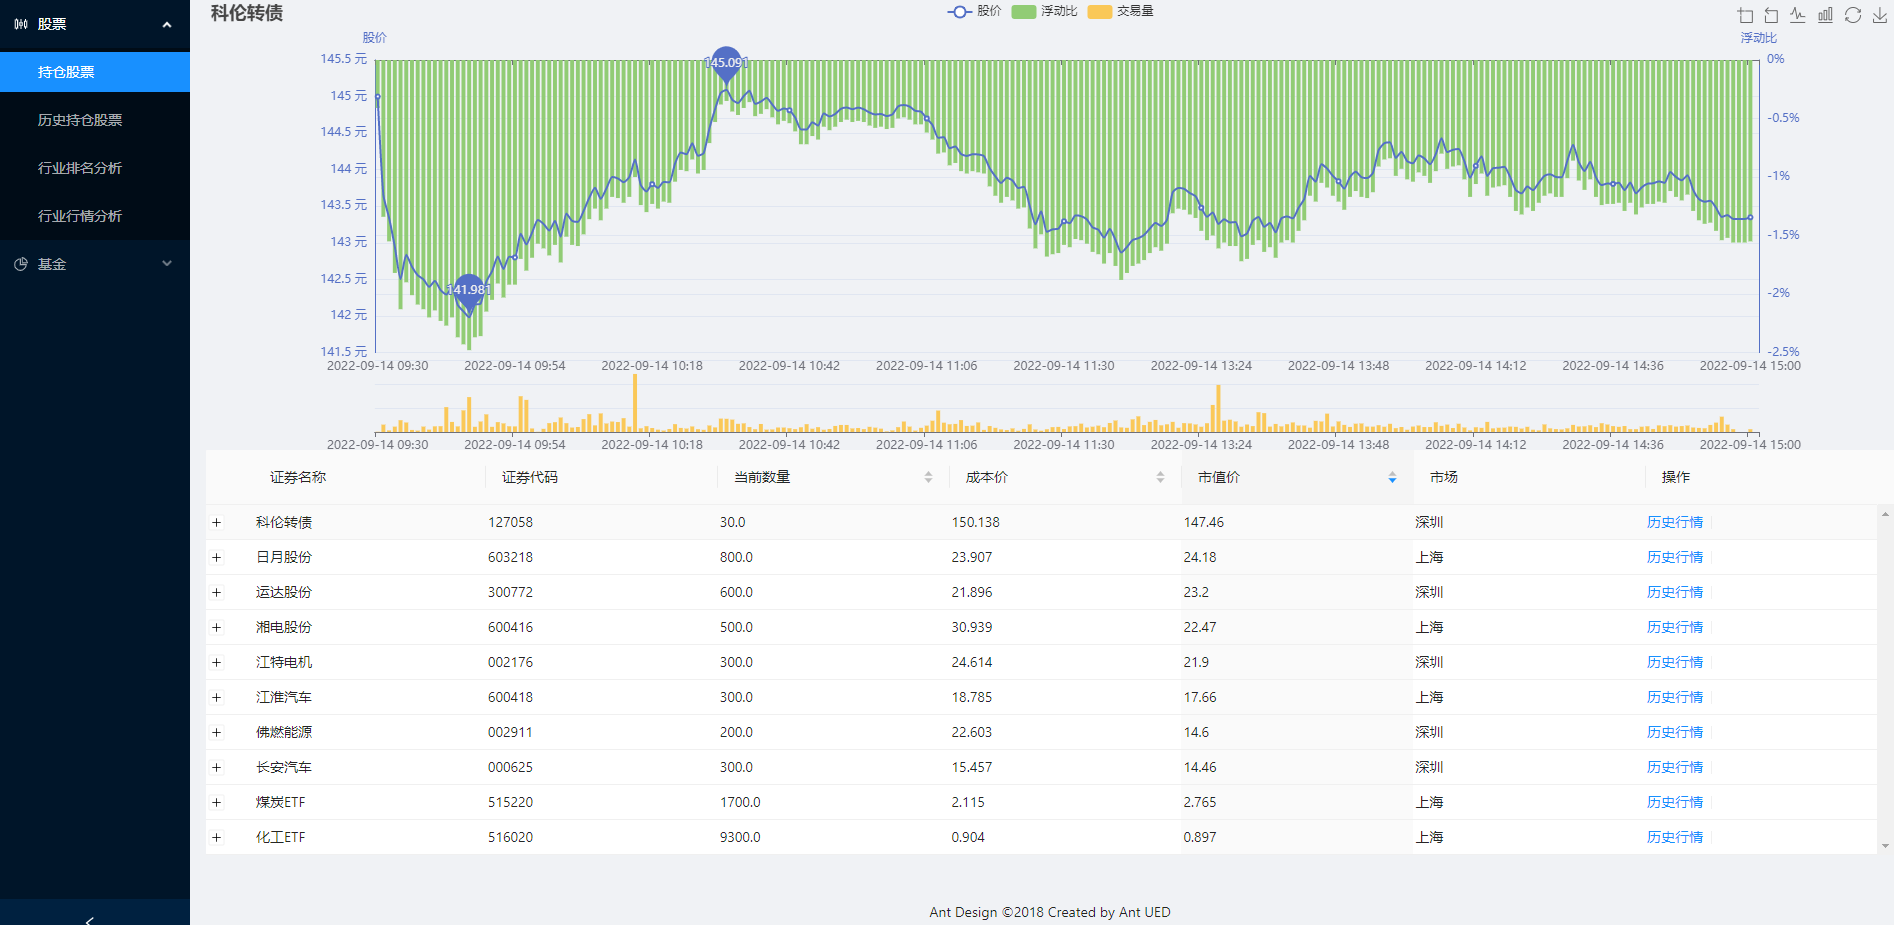 股票
持仓股票
历史持仓股票
行业排名分析
行业行情分析
基金
科伦转债
股价 浮动比 交易量
股价 浮动比
145.5 元
145 元
144.5 元
144 元
143.5 元
143 元
142.5 元
142 元
141.5 元
145.091
141.981
0%
-0.5%
-1%
-1.5%
-2%
-2.5%
2022-09-14 09:30 2022-09-14 09:54 2022-09-14 10:18 2022-09-14 10:42 2022-09-14 11:06 2022-09-14 11:30 2022-09-14 13:24 2022-09-14 13:48 2022-09-14 14:12 2022-09-14 14:36 2022-09-14 15:00
2022-09-14 09:30 2022-09-14 09:54 2022-09-14 10:18 2022-09-14 10:42 2022-09-14 11:06 2022-09-14 11:30 2022-09-14 13:24 2022-09-14 13:48 2022-09-14 14:12 2022-09-14 14:36 2022-09-14 15:00
证券名称 证券代码 当前数量 成本价 市值价 市场 操作
+ 科伦转债 127058 30.0 150.138 147.46 深圳 历史行情
+ 日月股份 603218 800.0 23.907 24.18 上海 历史行情
+ 运达股份 300772 600.0 21.896 23.2 深圳 历史行情
+ 湘电股份 600416 500.0 30.939 22.47 上海 历史行情
+ 江特电机 002176 300.0 24.614 21.9 深圳 历史行情
+ 江淮汽车 600418 300.0 18.785 17.66 上海 历史行情
+ 佛燃能源 002911 200.0 22.603 14.6 深圳 历史行情
+ 长安汽车 000625 300.0 15.457 14.46 深圳 历史行情
+ 煤炭ETF 515220 1700.0 2.115 2.765 上海 历史行情
+ 化工ETF 516020 9300.0 0.904 0.897 上海 历史行情
Ant Design ©2018 Created by Ant UED